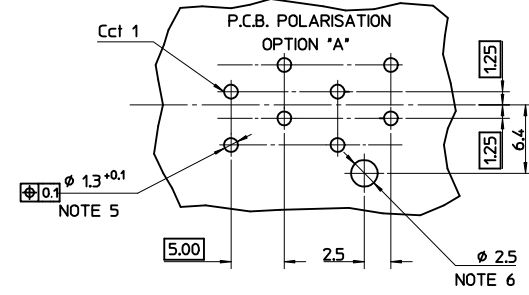 P.C.B. POLARISATION
OPTION "A"
Cct 1
1.25
1.25
6.4
⌖ 0.1
ø 1.3 +0.1
NOTE 5
5.00
2.5
ø 2.5
NOTE 6